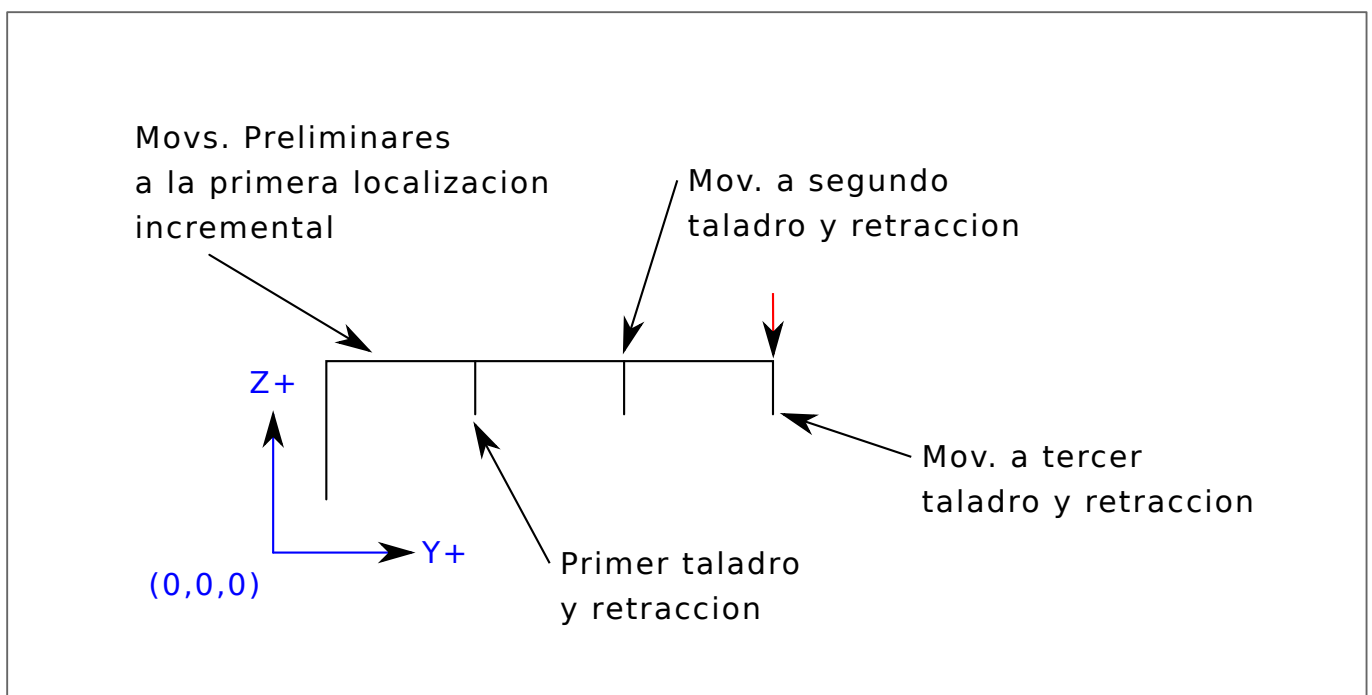 Movs. Preliminares
a la primera localizacion
incremental
Mov. a segundo
taladro y retraccion
Z+
Mov. a tercer
taladro y retraccion
Y+
(0,0,0)
Primer taladro
y retraccion